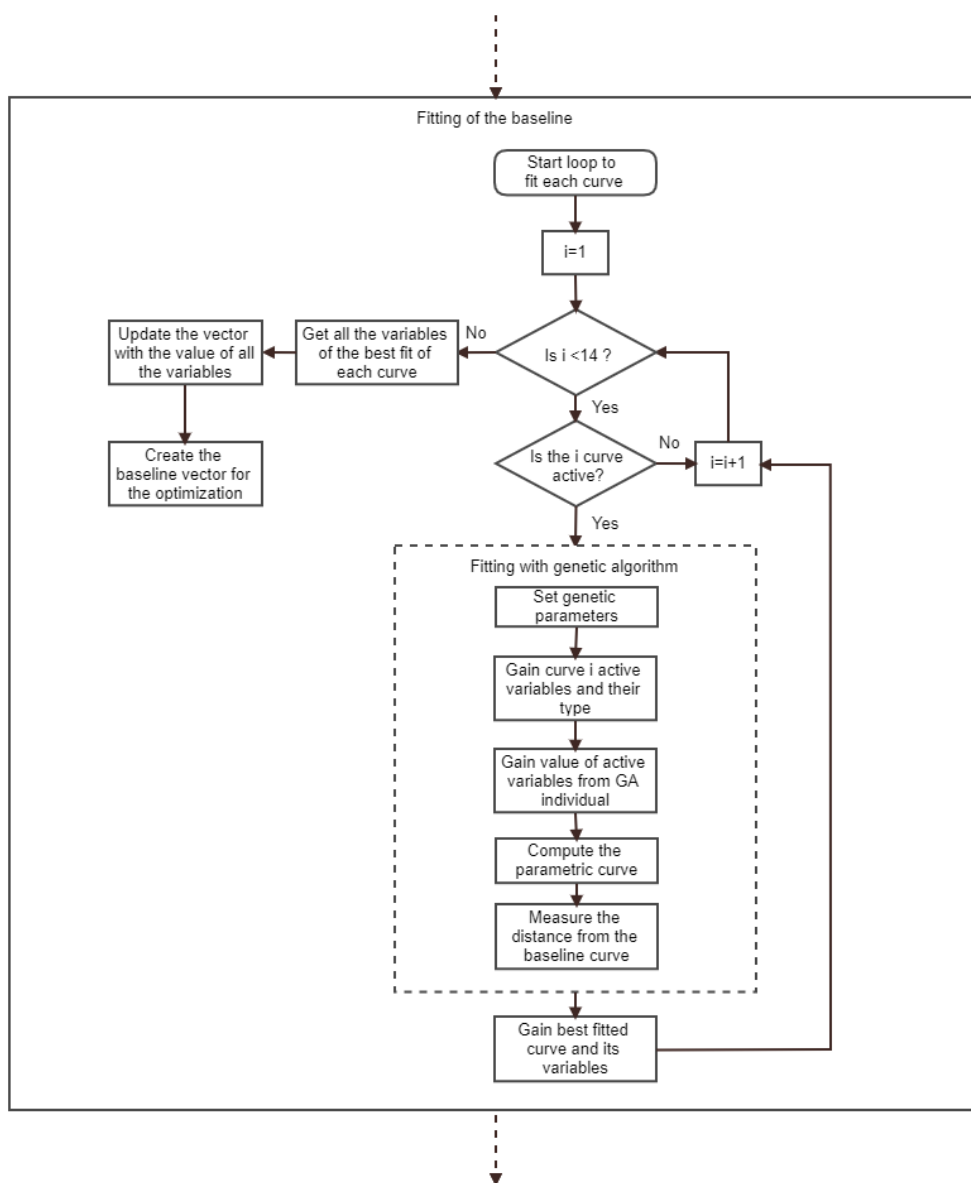 Fitting of the baseline
Start loop to
fit each curve
i=1
Is i <14 ?
No
Get all the variables
of the best fit of
each curve
Update the vector
with the value of all
the variables
Create the
baseline vector for
the optimization
Yes
Is the i curve
active?
No
i=i+1
Yes
Fitting with genetic algorithm
Set genetic
parameters
Gain curve i active
variables and their
type
Gain value of active
variables from GA
individual
Compute the
parametric curve
Measure the
distance from the
baseline curve
Gain best fitted
curve and its
variables